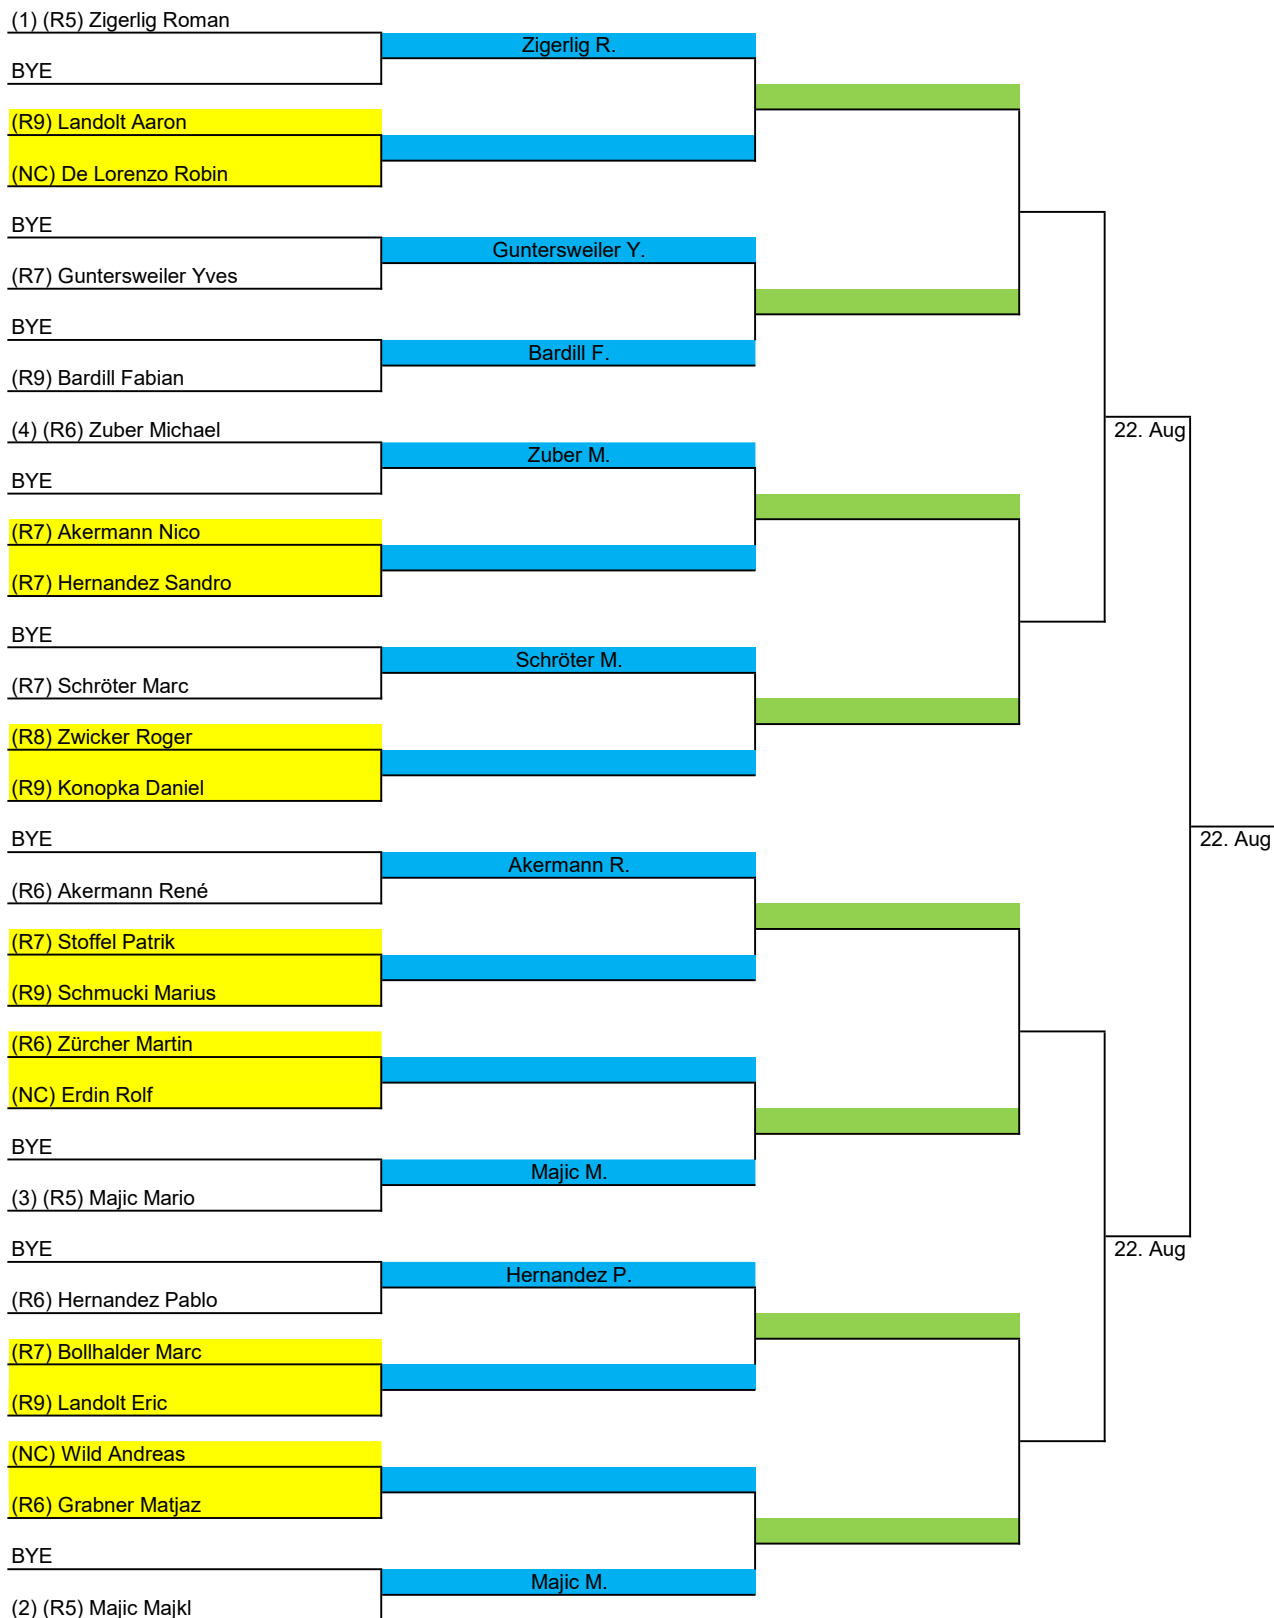 (1) (R5) Zigerlig Roman
Zigerlig R.
BYE
(R9) Landolt Aaron
(NC) De Lorenzo Robin
BYE
Guntersweiler Y.
(R7) Guntersweiler Yves
BYE
Bardill F.
(R9) Bardill Fabian
(4) (R6) Zuber Michael
22. Aug
Zuber M.
BYE
(R7) Akermann Nico
(R7) Hernandez Sandro
BYE
Schröter M.
(R7) Schröter Marc
(R8) Zwicker Roger
(R9) Konopka Daniel
BYE
22. Aug
Akermann R.
(R6) Akermann René
(R7) Stoffel Patrik
(R9) Schmucki Marius
(R6) Zürcher Martin
(NC) Erdin Rolf
BYE
Majic M.
(3) (R5) Majic Mario
BYE
22. Aug
Hernandez P.
(R6) Hernandez Pablo
(R7) Bollhalder Marc
(R9) Landolt Eric
(NC) Wild Andreas
(R6) Grabner Matjaz
BYE
Majic M.
(2) (R5) Majic Majkl